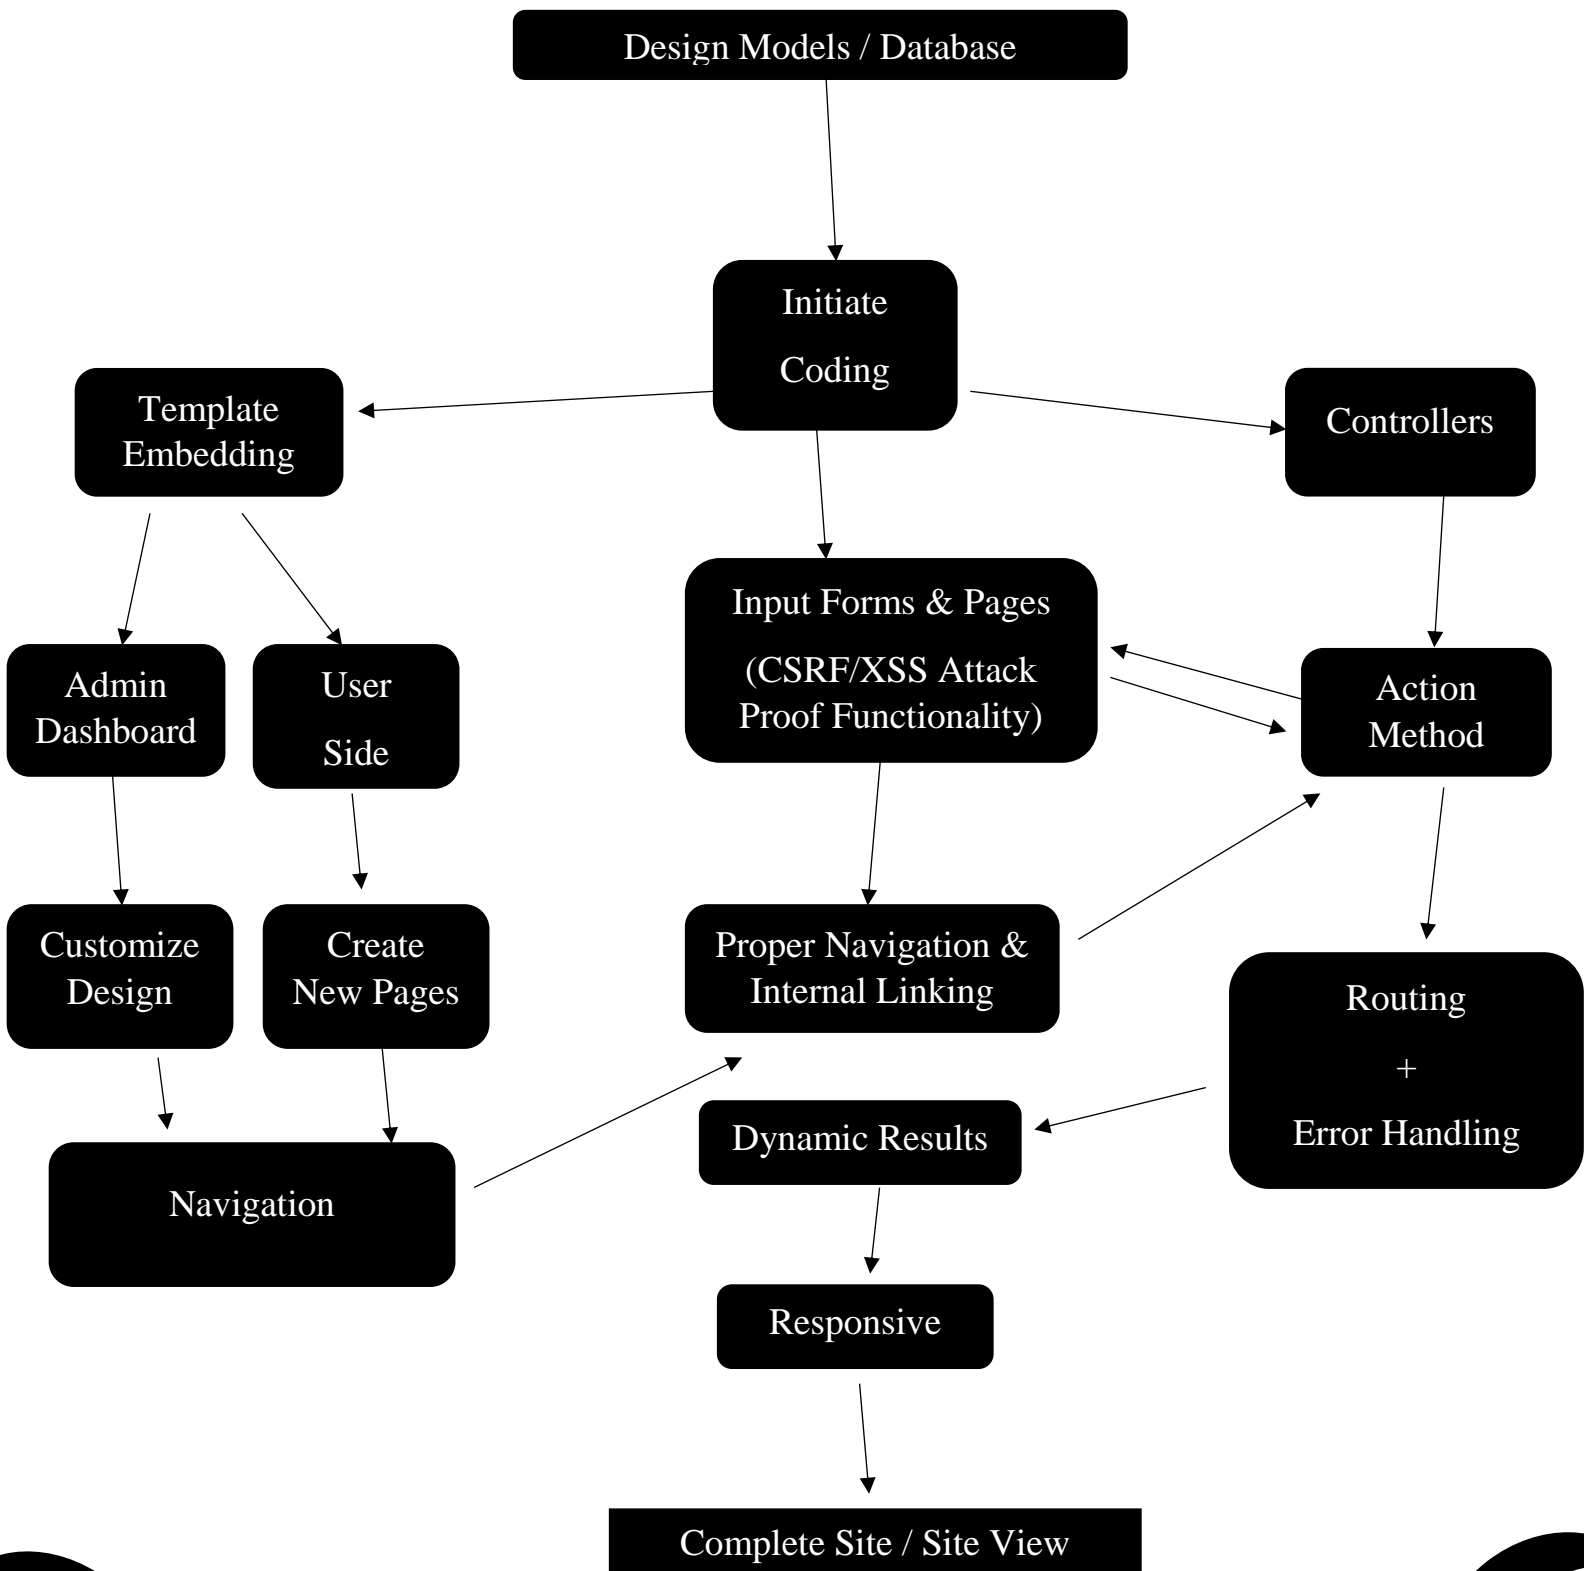 Design Models / Database
Initiate
Coding
Template
Embedding
Controllers
Input Forms & Pages
(CSRF/XSS Attack
Proof Functionality)
Admin
Dashboard
User
Side
Action
Method
Customize
Design
Create
New Pages
Proper Navigation &
Internal Linking
Routing
+
Error Handling
Dynamic Results
Navigation
Responsive
Complete Site / Site View